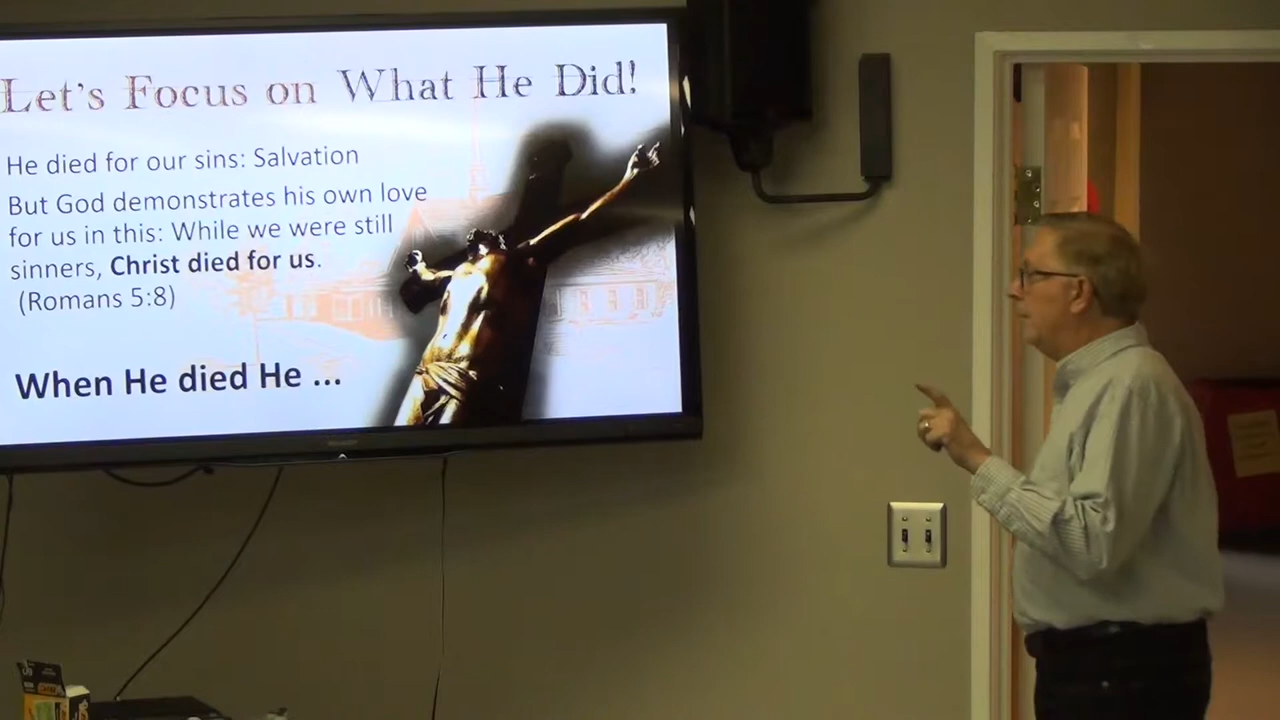 Let's Focus on What He Did!
He died for our sins: Salvation
But God demonstrates his own love
for us in this: While we were still
sinners, Christ died for us.
(Romans 5:8)
When He died He ...